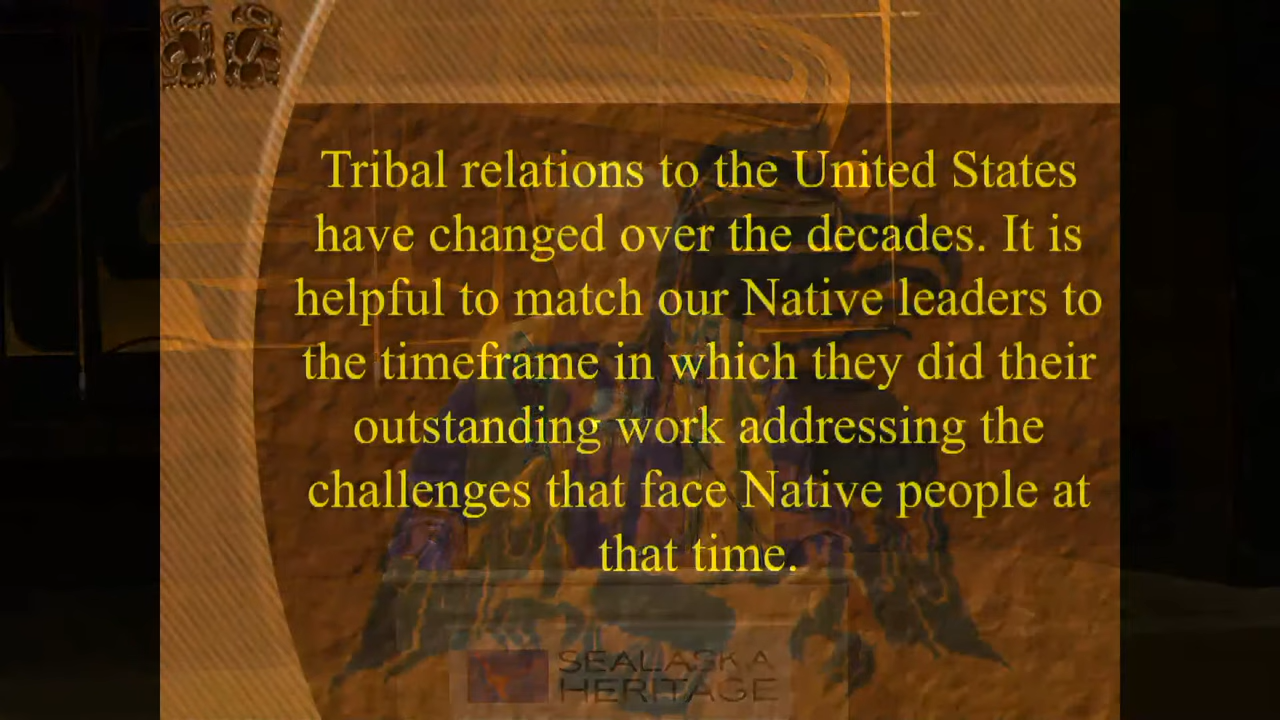 Tribal relations to the United States
have changed over the decades. It is
helpful to match our Native leaders to
the timeframe in which they did their
outstanding work addressing the
challenges that face Native people at
that time.
SEALASKA
HERITAGE